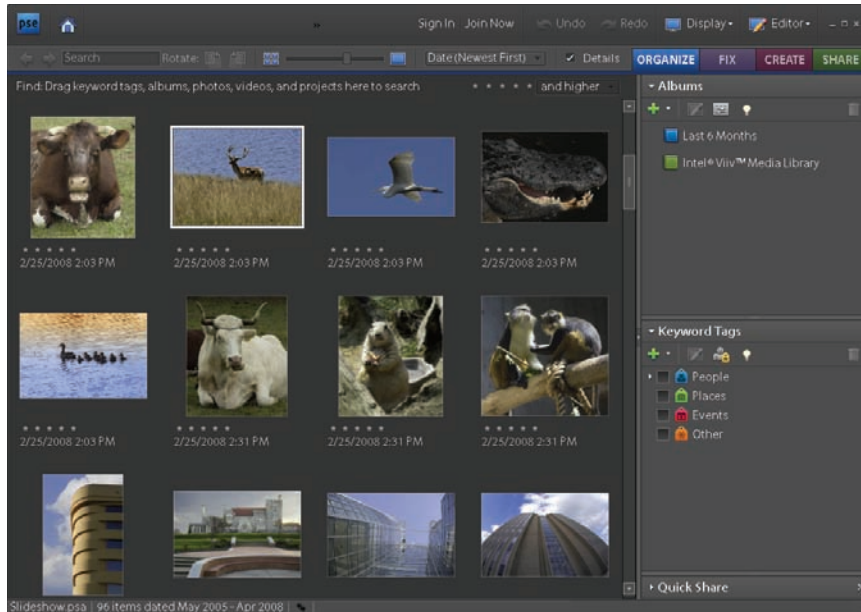 pse
» Sign In Join Now Undo Redo Display Editor
Search Rotate: Date (Newest First) Details ORGANIZE FIX CREATE SHARE
Find: Drag keyword tags, albums, photos, videos, and projects here to search and higher
Albums
Last 6 Months
Intel® Viiv™ Media Library
2/25/2008 2:03 PM 2/25/2008 2:03 PM 2/25/2008 2:03 PM 2/25/2008 2:03 PM
Keyword Tags
People
Places
Events
Other
2/25/2008 2:03 PM 2/25/2008 2:31 PM 2/25/2008 2:31 PM 2/25/2008 2:31 PM
Quick Share
Slideshow.psa | 96 items dated May 2005 - Apr 2008 |